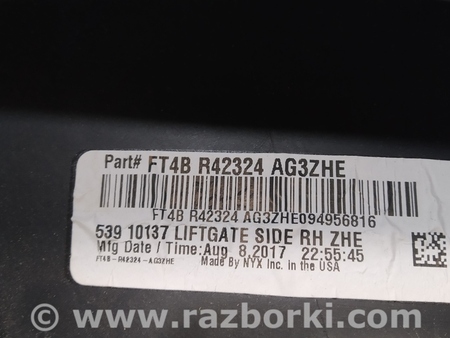 Part# FT4B R42324 AG3ZHE
FT4B R42324 AG3ZHE094956816
539 10137 LIFTGATE SIDE RH ZHE
Mfg Date / Time:Aug 8,2017 22:55:45
FT4B-R42324-AG3ZHE Made By NYX Inc. in the USA
www.razborki.com